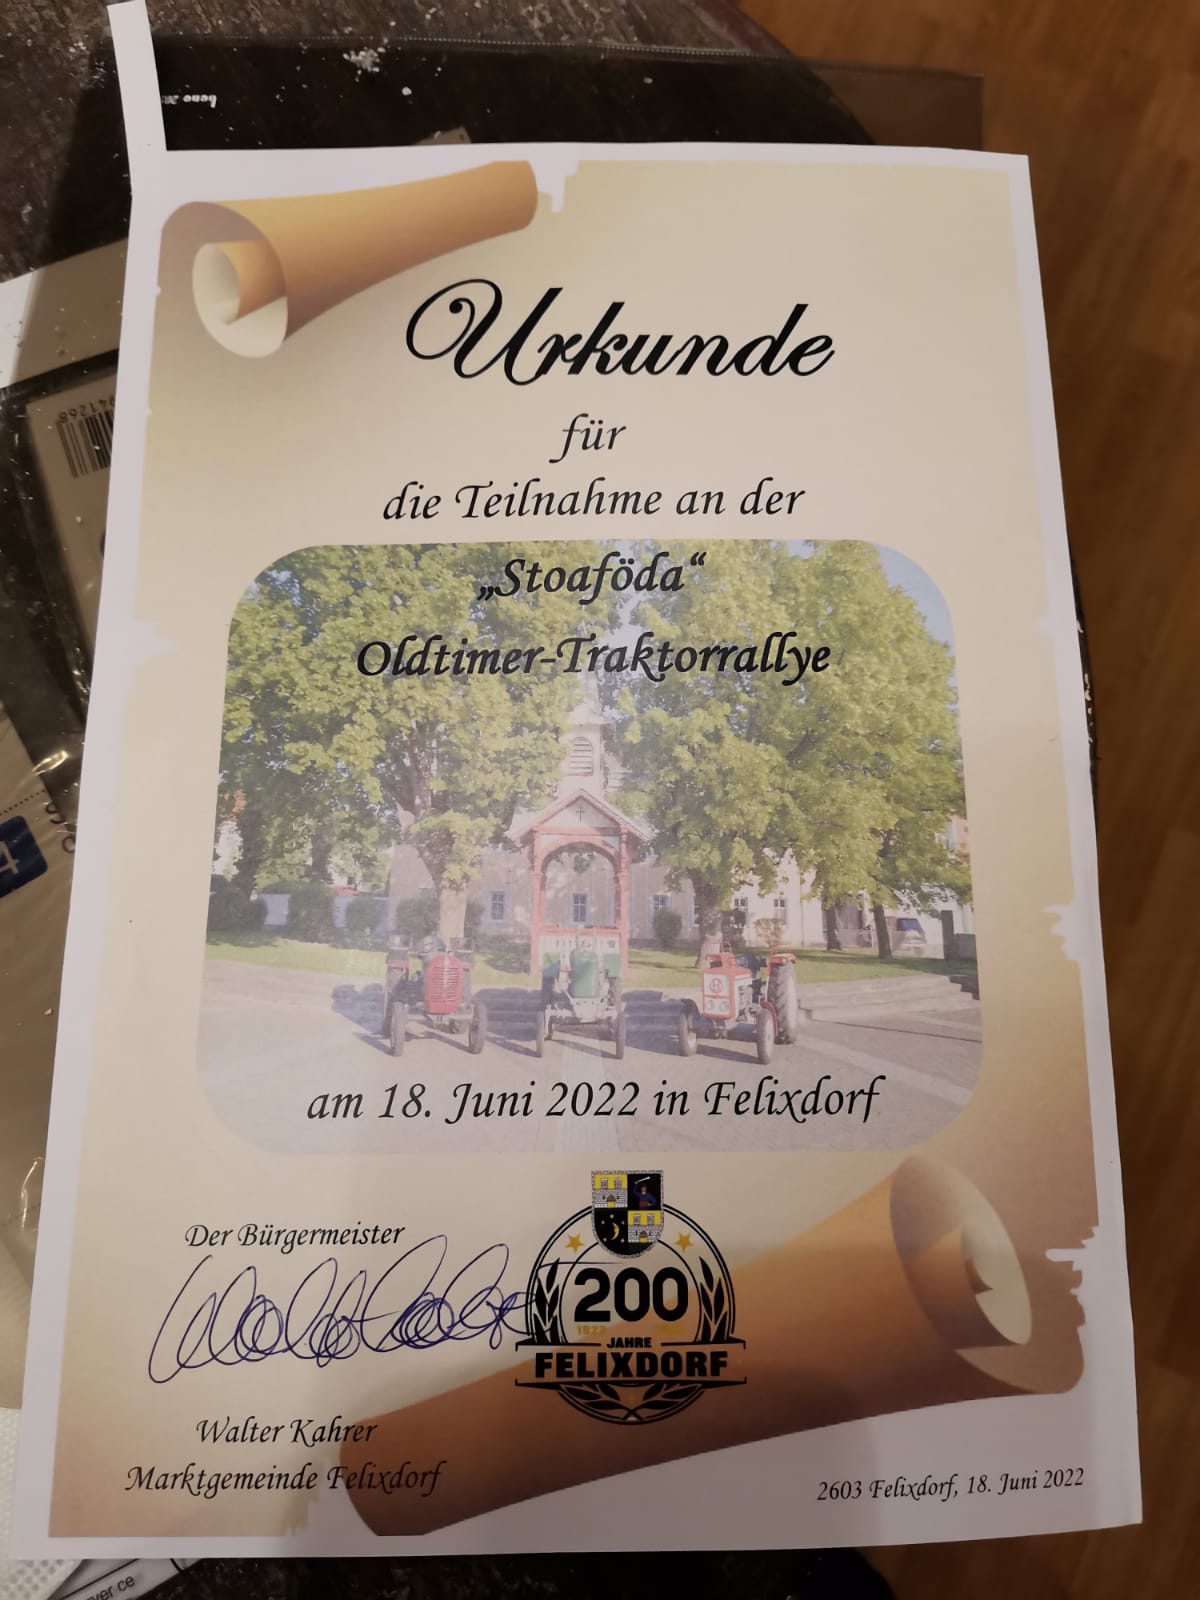 Urkunde
für
die Teilnahme an der
„Stoaföda“
Oldtimer-Traktorrallye
am 18. Juni 2022 in Felixdorf
Der Bürgermeister
200
1822
JAHRE
FELIXDORF
Walter Kahrer
Marktgemeinde Felixdorf
2603 Felixdorf, 18. Juni 2022